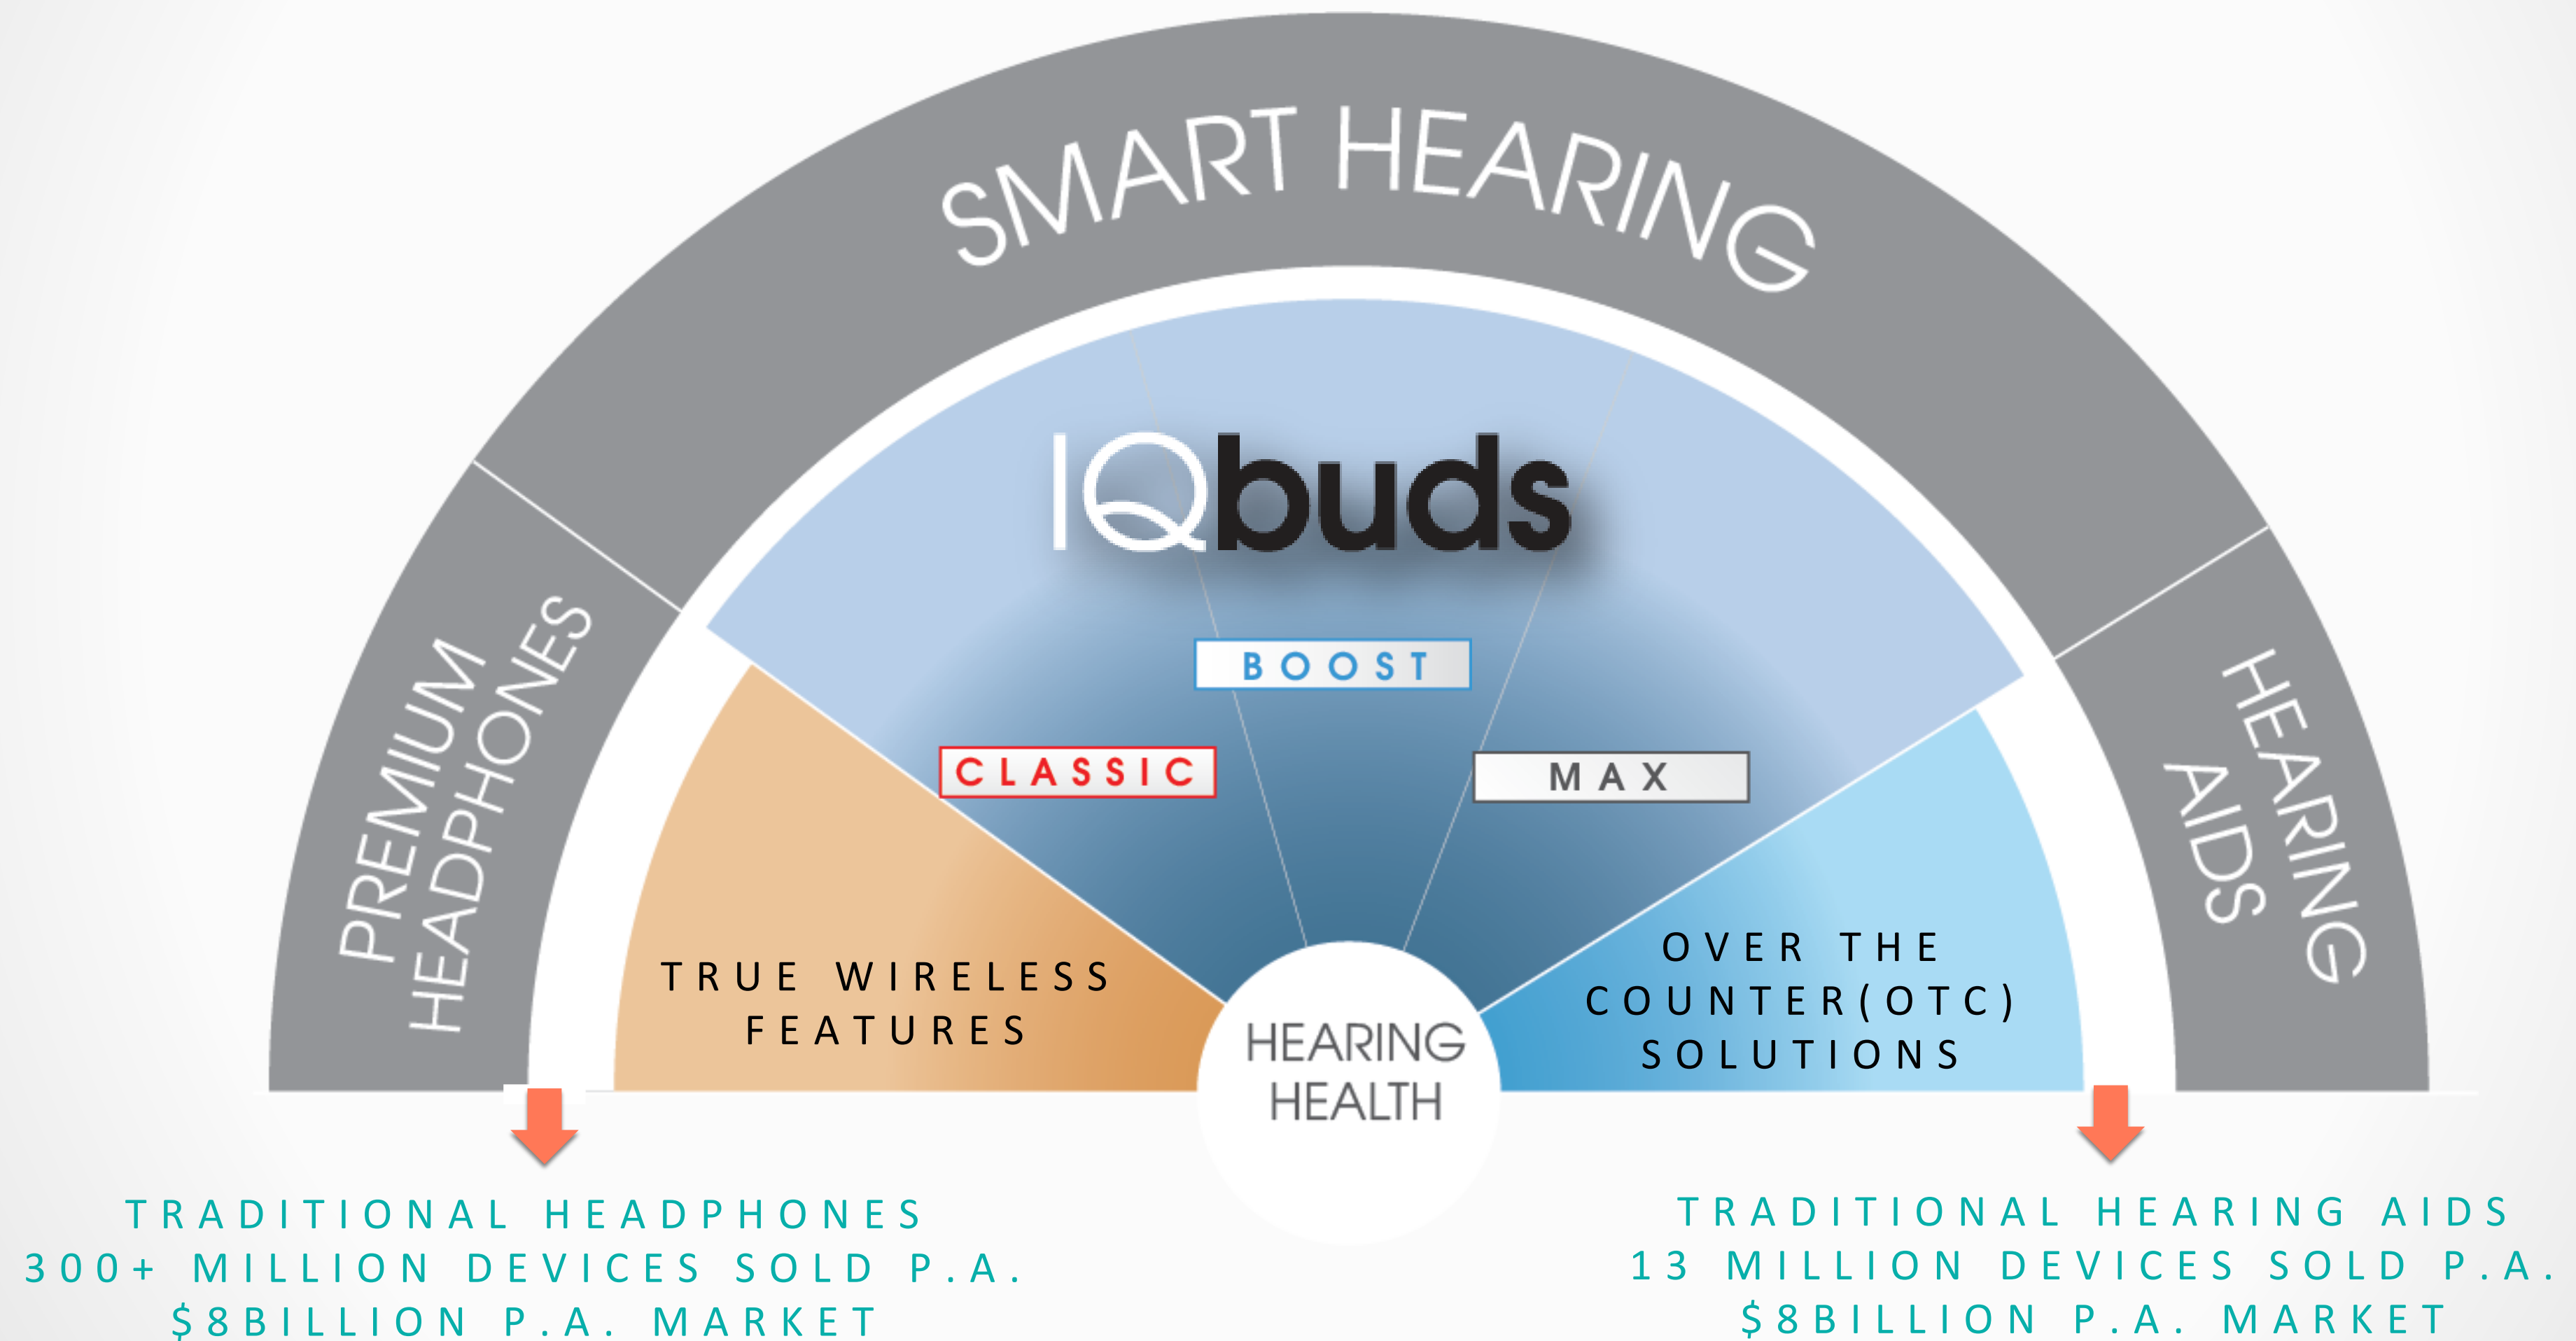 SMART HEARING
PREMIUM
HEADPHONES
HEARING
AIDS
IQbuds
BOOST
CLASSIC
MAX
TRUE WIRELESS
FEATURES
OVER THE
COUNTER(OTC)
SOLUTIONS
HEARING
HEALTH
TRADITIONAL HEADPHONES
300+ MILLION DEVICES SOLD P.A.
$8BILLION P.A. MARKET
TRADITIONAL HEARING AIDS
13 MILLION DEVICES SOLD P.A.
$8BILLION P.A. MARKET